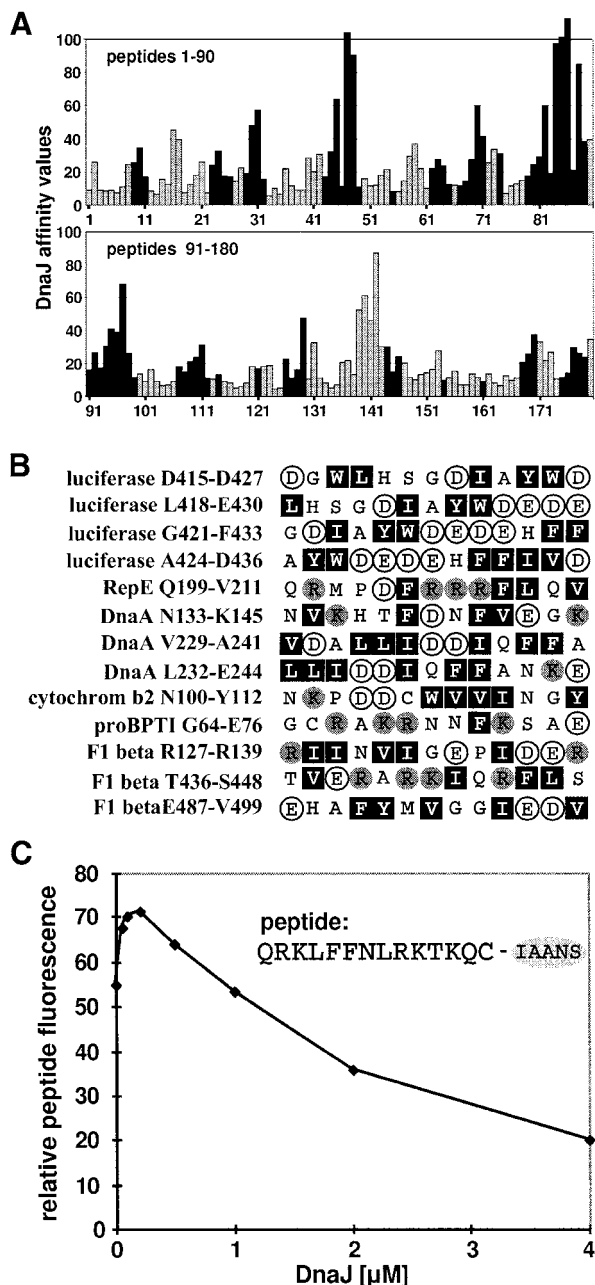 A
peptides 1-90
DnaJ affinity values
100
80
60
40
20
0
1 11 21 31 41 51 61 71 81
peptides 91-180
100
80
60
40
20
0
91 101 111 121 131 141 151 161 171
B
luciferase D415-D427 D G W L H S G D I A Y W D
luciferase L418-E430 L H S G D I A Y W D E D E
luciferase G421-F433 G D I A Y W D E D E H F F
luciferase A424-D436 A Y W D E D E H F F I V D
RepE Q199-V211 Q R M P D F R R R F L Q V
DnaA N133-K145 N V K H T F D N F V E G K
DnaA V229-A241 V D A L L I D D I Q F F A
DnaA L232-E244 L L I D D I Q F F A N K E
cytochrom b2 N100-Y112 N K P D D C W V V I N G Y
proBPTI G64-E76 G C R A K R N N F K S A E
F1 beta R127-R139 R I I N V I G E P I D E R
F1 beta T436-S448 T V E R A R K I Q R F L S
F1 betaE487-V499 E H A F Y M V G G I E D V
C
relative peptide fluorescence
80
70
60
50
40
30
20
10
0
peptide:
QRKLFFNLRKTKQC - IAANS
0 1 2 3 4
DnaJ [µM]